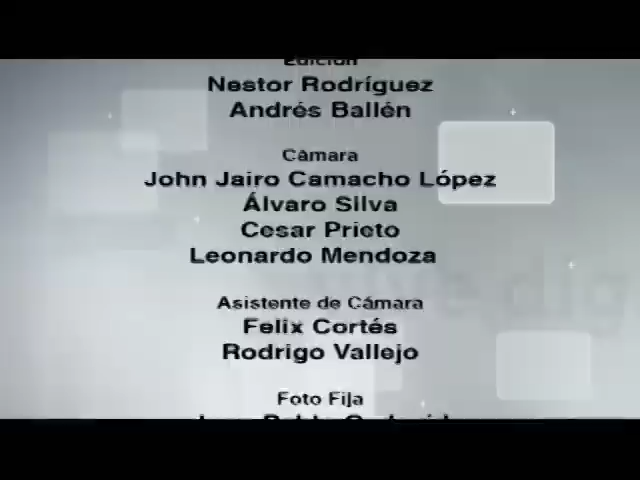 Edición
Nestor Rodríguez
Andrés Ballén
Cámara
John Jairo Camacho López
Álvaro Silva
Cesar Prieto
Leonardo Mendoza
Asistente de Cámara
Felix Cortés
Rodrigo Vallejo
Foto Fija